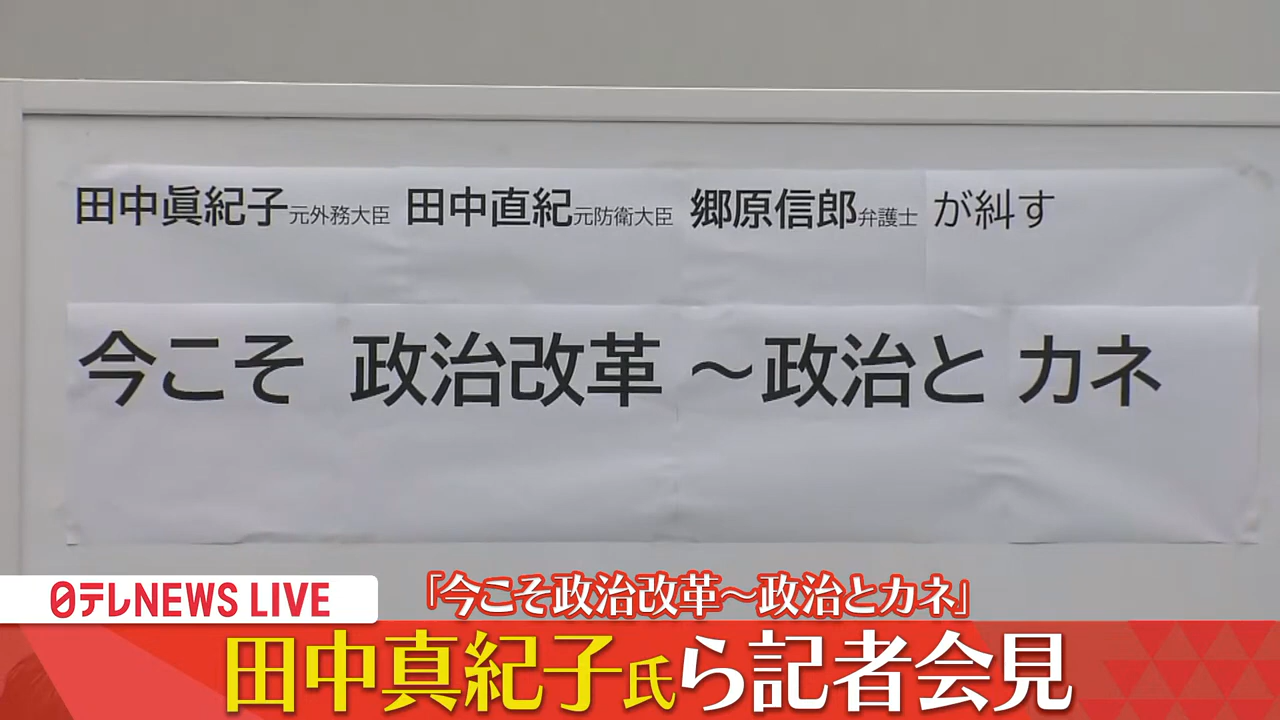 田中眞紀子元外務大臣 田中直紀元防衛大臣 郷原信郎弁護士 が糾す
今こそ 政治改革 ～政治と カネ
日テレNEWS LIVE
「今こそ政治改革～政治とカネ」
田中真紀子氏ら記者会見